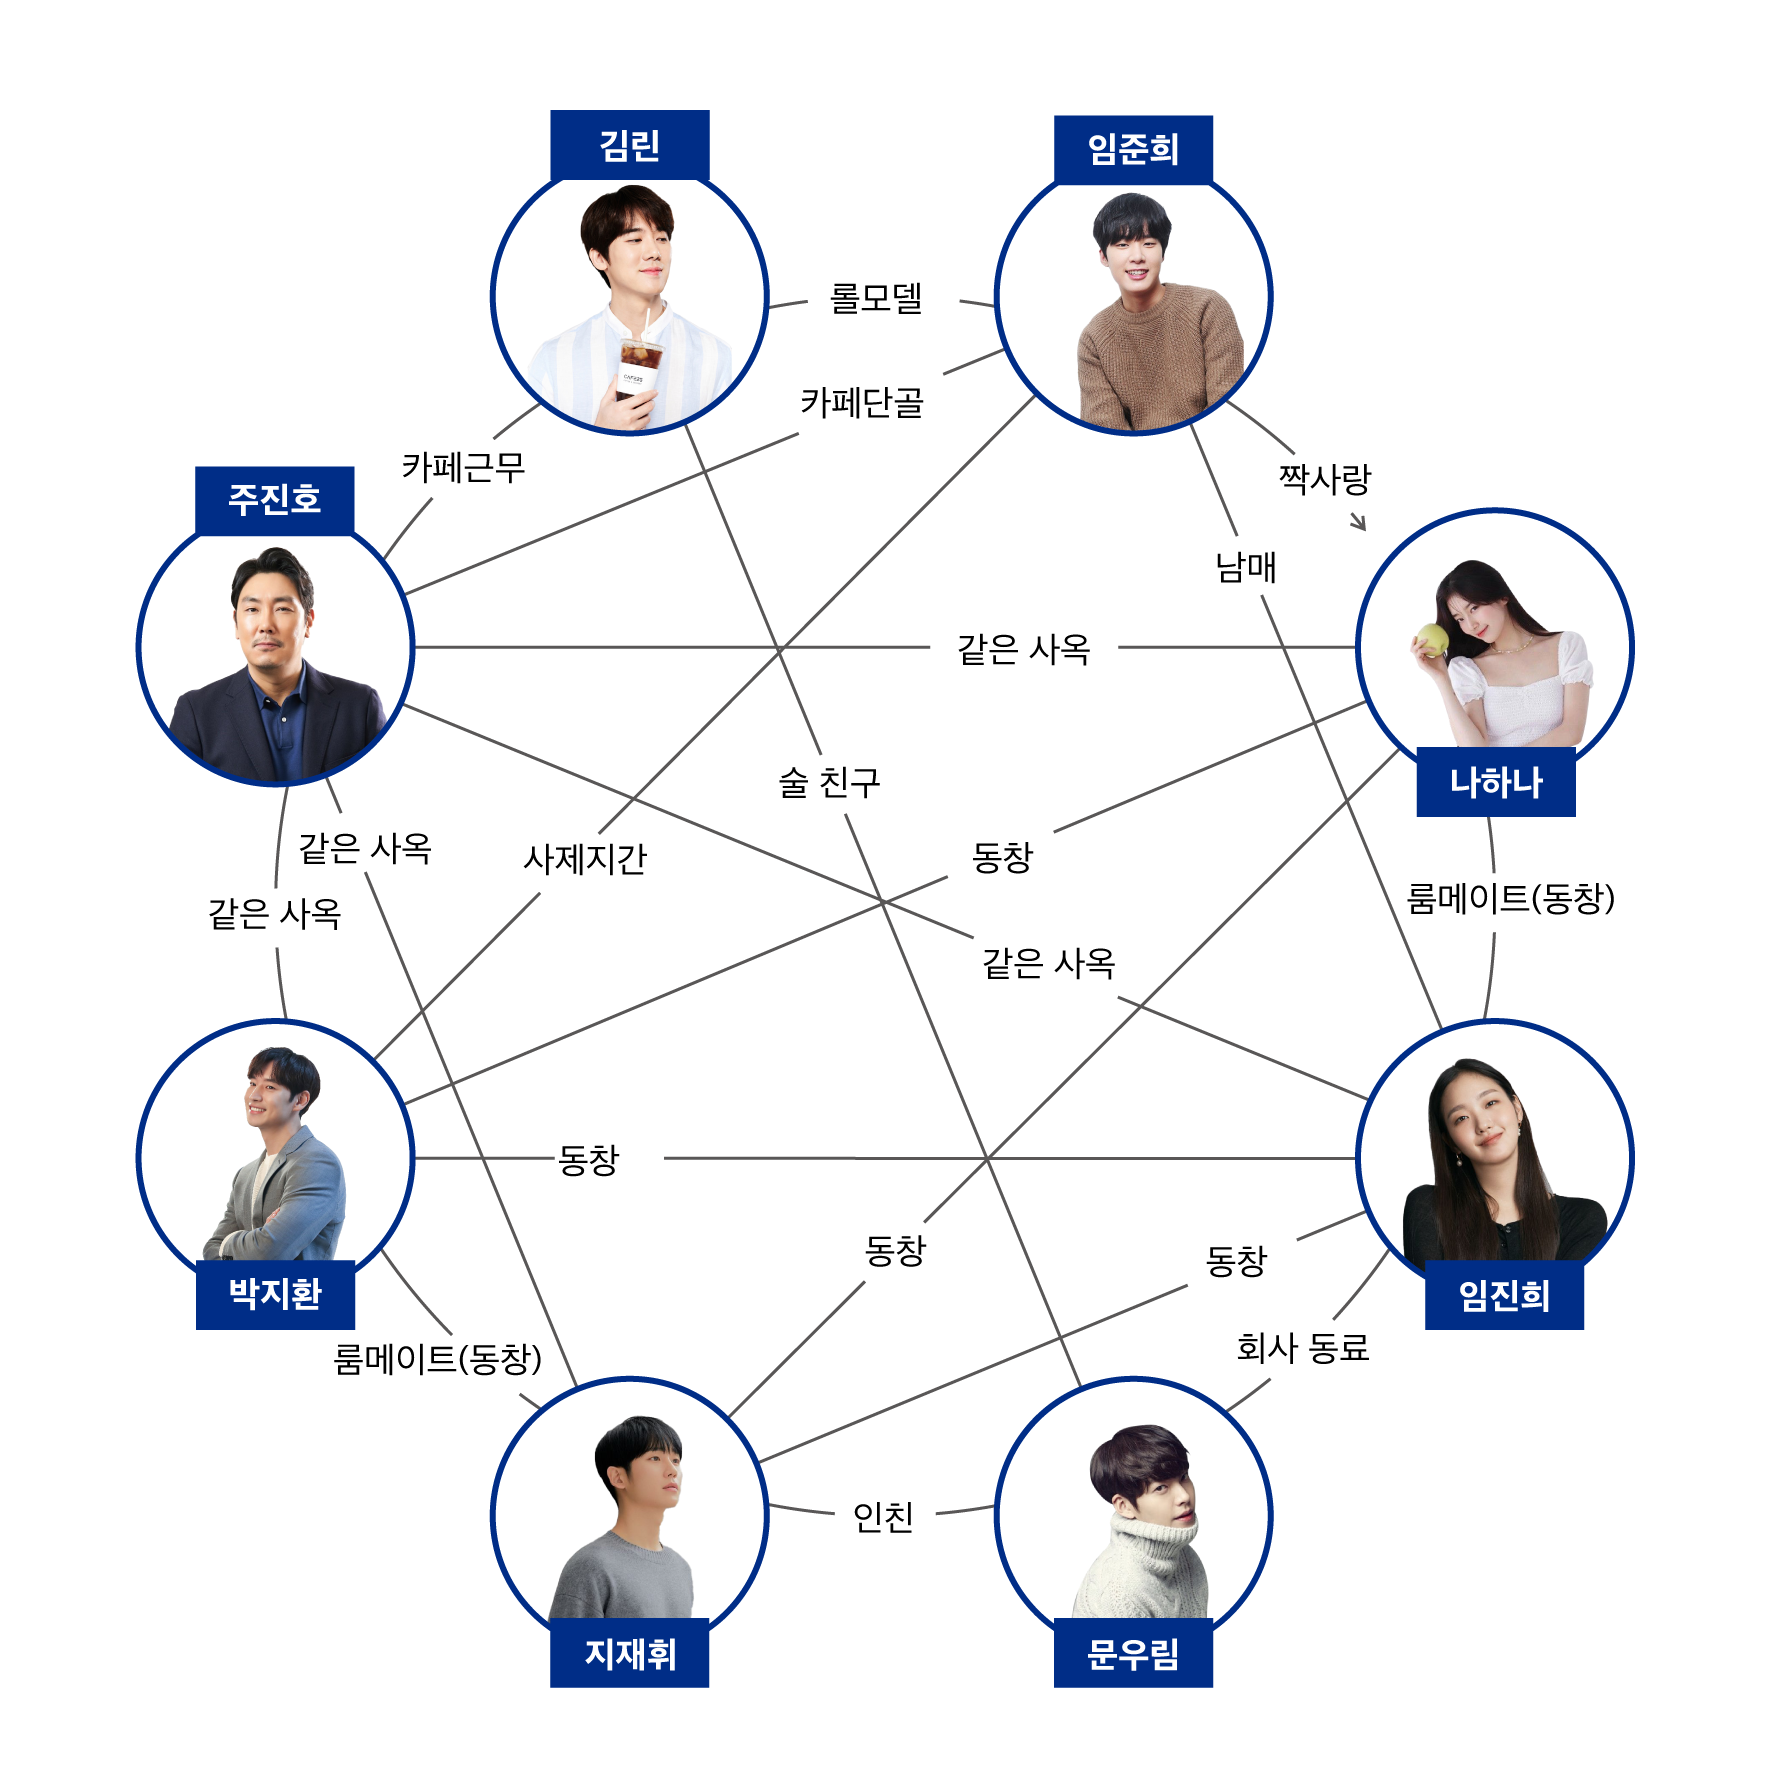 김린
임준희
롤모델
카페단골
카페근무
짝사랑
주진호
남매
같은 사옥
술 친구
나하나
같은 사옥
사제지간
동창
룸메이트(동창)
같은 사옥
같은 사옥
동창
동창
동창
박지환
임진희
회사 동료
룸메이트(동창)
인친
지재휘
문우림